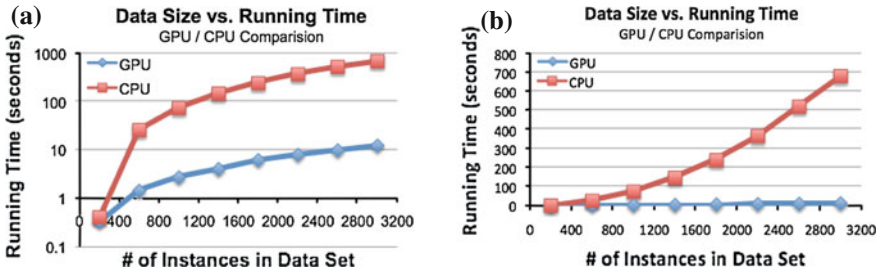 (a)
Data Size vs. Running Time
GPU / CPU Comparision
Running Time (seconds)
1000
100
10
1
0.1
GPU
CPU
0 400 800 1200 1600 2000 2400 2800 3200
# of Instances in Data Set
(b)
Data Size vs. Running Time
GPU / CPU Comparision
Running Time (seconds)
800
700
600
500
400
300
200
100
0
GPU
CPU
0 400 800 1200 1600 2000 2400 2800 3200
# of Instances in Data Set